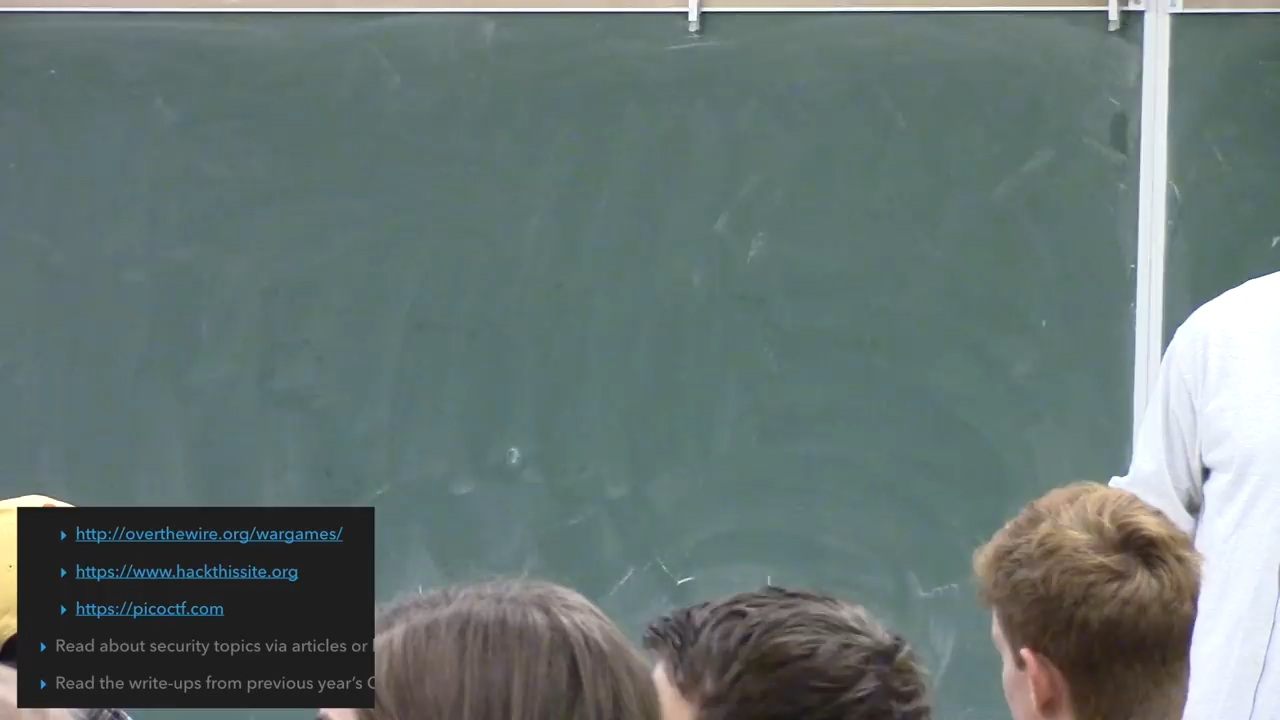 http://overthewire.org/wargames/
https://www.hackthissite.org
https://picoctf.com
Read about security topics via articles or
Read the write-ups from previous year's